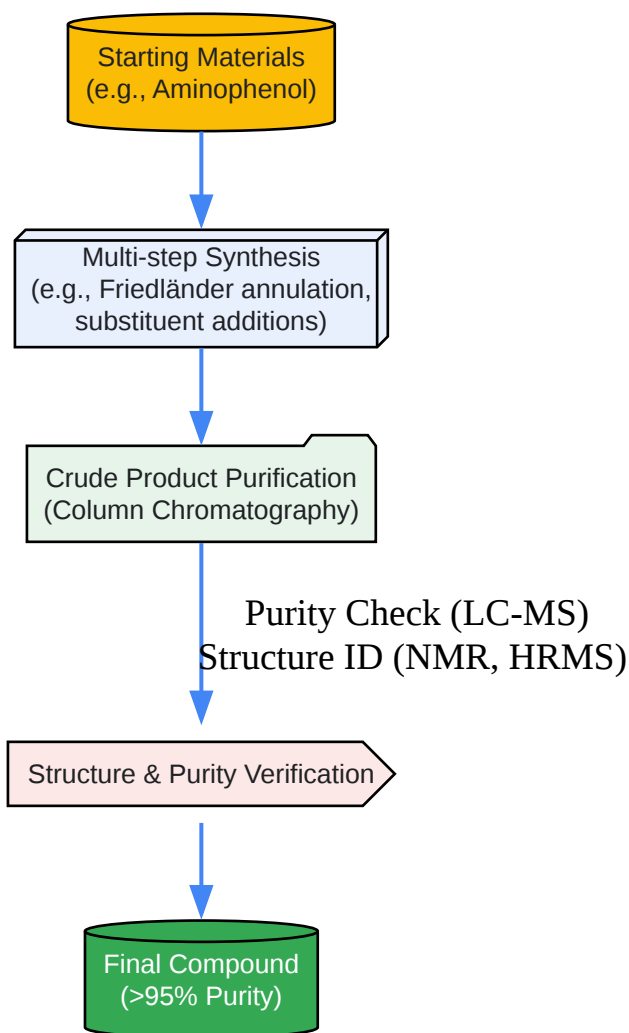 Starting Materials
(e.g., Aminophenol)
Multi-step Synthesis
(e.g., Friedländer annulation,
substituent additions)
Crude Product Purification
(Column Chromatography)
Purity Check (LC-MS)
Structure ID (NMR, HRMS)
Structure & Purity Verification
Final Compound
(>95% Purity)